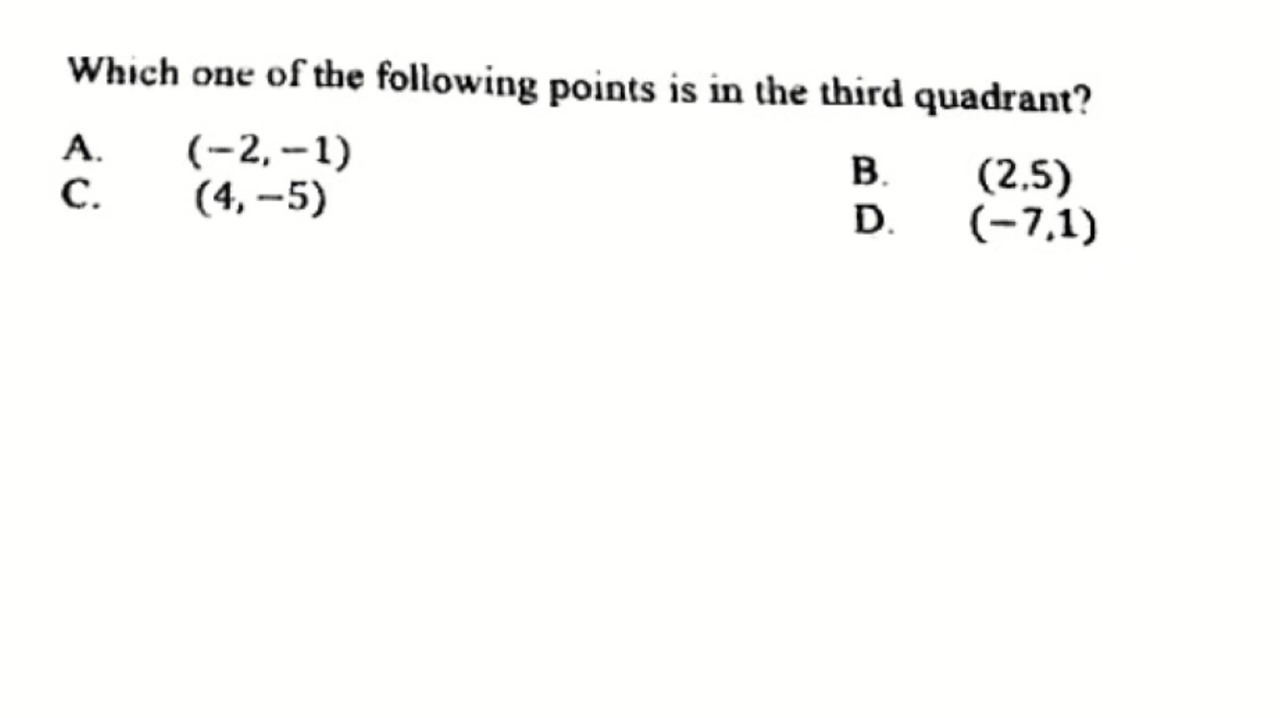 Which one of the following points is in the third quadrant?
A. (−2, −1) B. (2,5)
C. (4, −5) D. (−7,1)